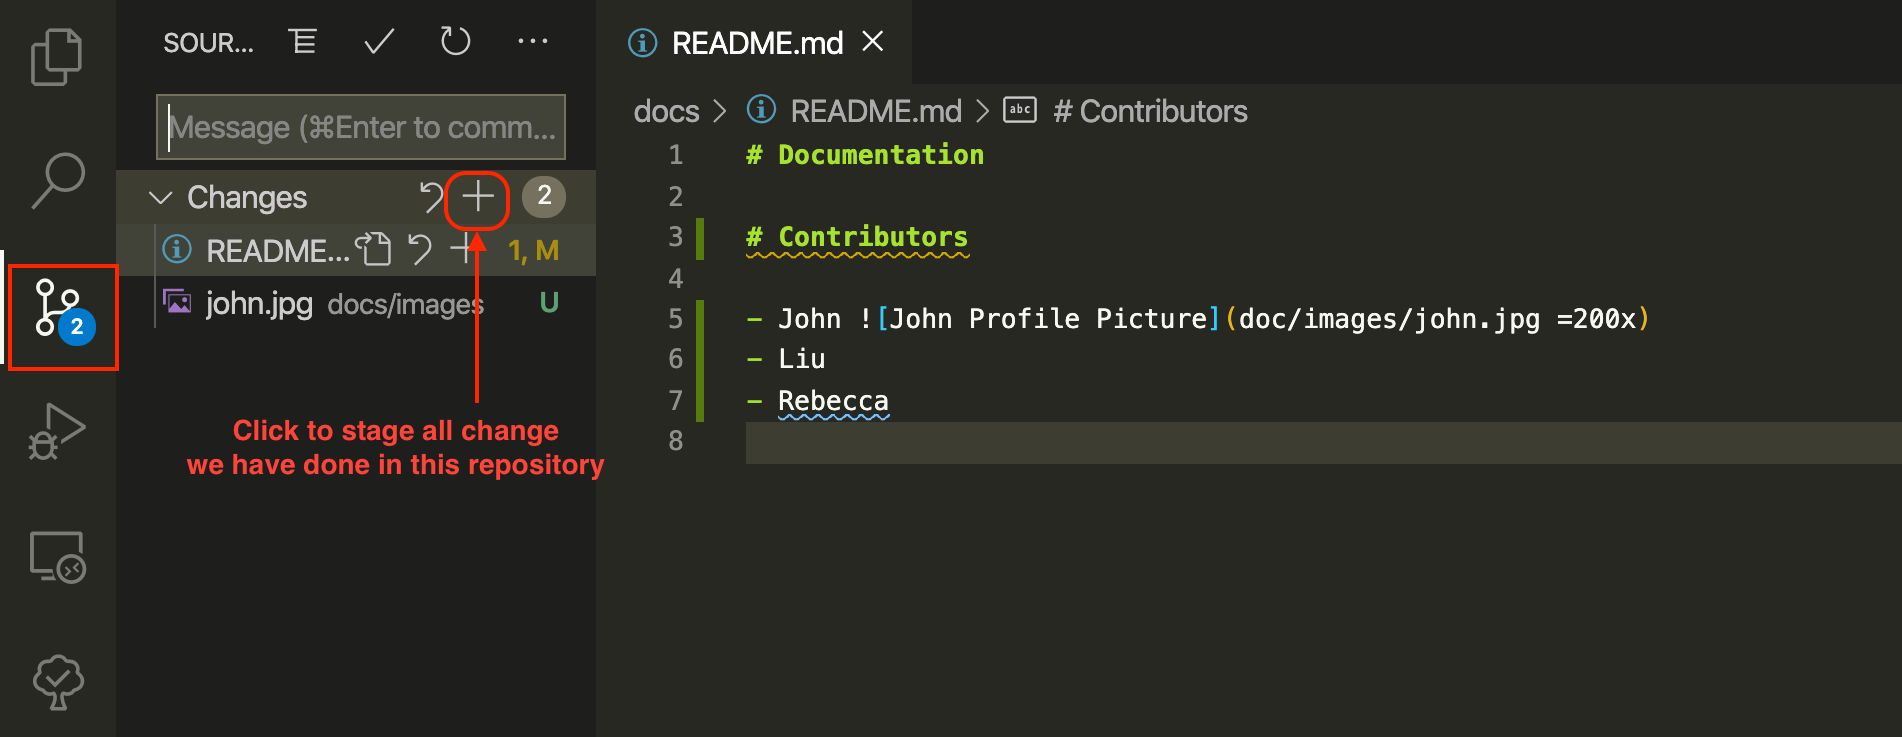 SOUR...
Message (⌘Enter to comm...
Changes 2
README... 1, M
john.jpg docs/images U
2
Click to stage all change
we have done in this repository
README.md
docs > README.md > abc # Contributors
1 # Documentation
2
3 # Contributors
4
5 - John ![John Profile Picture](doc/images/john.jpg =200x)
6 - Liu
7 - Rebecca
8